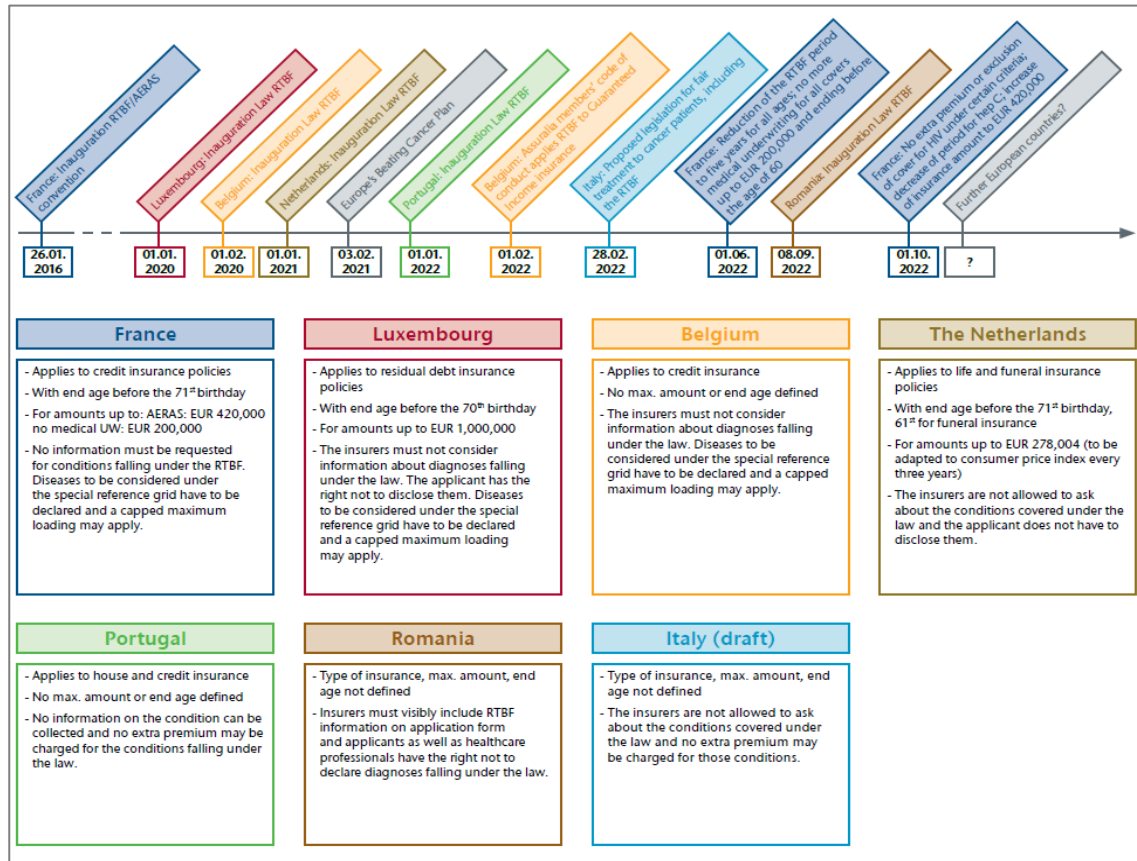 France: Inauguration RTBF/AERAS
convention
Luxembourg: Inauguration Law RTBF
Belgium: Inauguration Law RTBF
Netherlands: Inauguration Law RTBF
Europe's Beating Cancer Plan
Portugal: Inauguration Law RTBF
Belgium: Assuralia members' code of
conduct applies RTBF to Guaranteed
Income insurance
Italy: Proposed legislation for fair
treatment to cancer patients, including
the RTBF
France: Reduction of the RTBF period
to five years for all ages; no more
medical underwriting for all covers
up to EUR 200,000 and ending before
the age of 60
Romania: Inauguration Law RTBF
France: No extra premium or exclusion
of cover for HIV under certain criteria;
decrease of period for hep C; increase
of insurance amount to EUR 420,000
Further European countries?
26.01.
2016
01.01.
2020
01.02.
2020
01.01.
2021
03.02.
2021
01.01.
2022
01.02.
2022
28.02.
2022
01.06.
2022
08.09.
2022
01.10.
2022
?
France
- Applies to credit insurance policies
- With end age before the 71st birthday
- For amounts up to: AERAS: EUR 420,000
no medical UW: EUR 200,000
- No information must be requested
for conditions falling under the RTBF.
Diseases to be considered under
the special reference grid have to be
declared and a capped maximum
loading may apply.
Luxembourg
- Applies to residual debt insurance
policies
- With end age before the 70th birthday
- For amounts up to EUR 1,000,000
- The insurers must not consider
information about diagnoses falling
under the law. The applicant has the
right not to disclose them. Diseases
to be considered under the special
reference grid have to be declared
and a capped maximum loading
may apply.
Belgium
- Applies to credit insurance
- No max. amount or end age defined
- The insurers must not consider
information about diagnoses falling
under the law. Diseases to be
considered under the special reference
grid have to be declared and a capped
maximum loading may apply.
The Netherlands
- Applies to life and funeral insurance
policies
- With end age before the 71st birthday,
61st for funeral insurance
- For amounts up to EUR 278,004 (to be
adapted to consumer price index every
three years)
- The insurers are not allowed to ask
about the conditions covered under the
law and the applicant does not have to
disclose them.
Portugal
- Applies to house and credit insurance
- No max. amount or end age defined
- No information on the condition can be
collected and no extra premium may be
charged for the conditions falling under
the law.
Romania
- Type of insurance, max. amount, end
age not defined
- Insurers must visibly include RTBF
information on application form
and applicants as well as healthcare
professionals have the right not to
declare diagnoses falling under the law.
Italy (draft)
- Type of insurance, max. amount, end
age not defined
- The insurers are not allowed to ask
about the conditions covered under
the law and no extra premium may
be charged for those conditions.